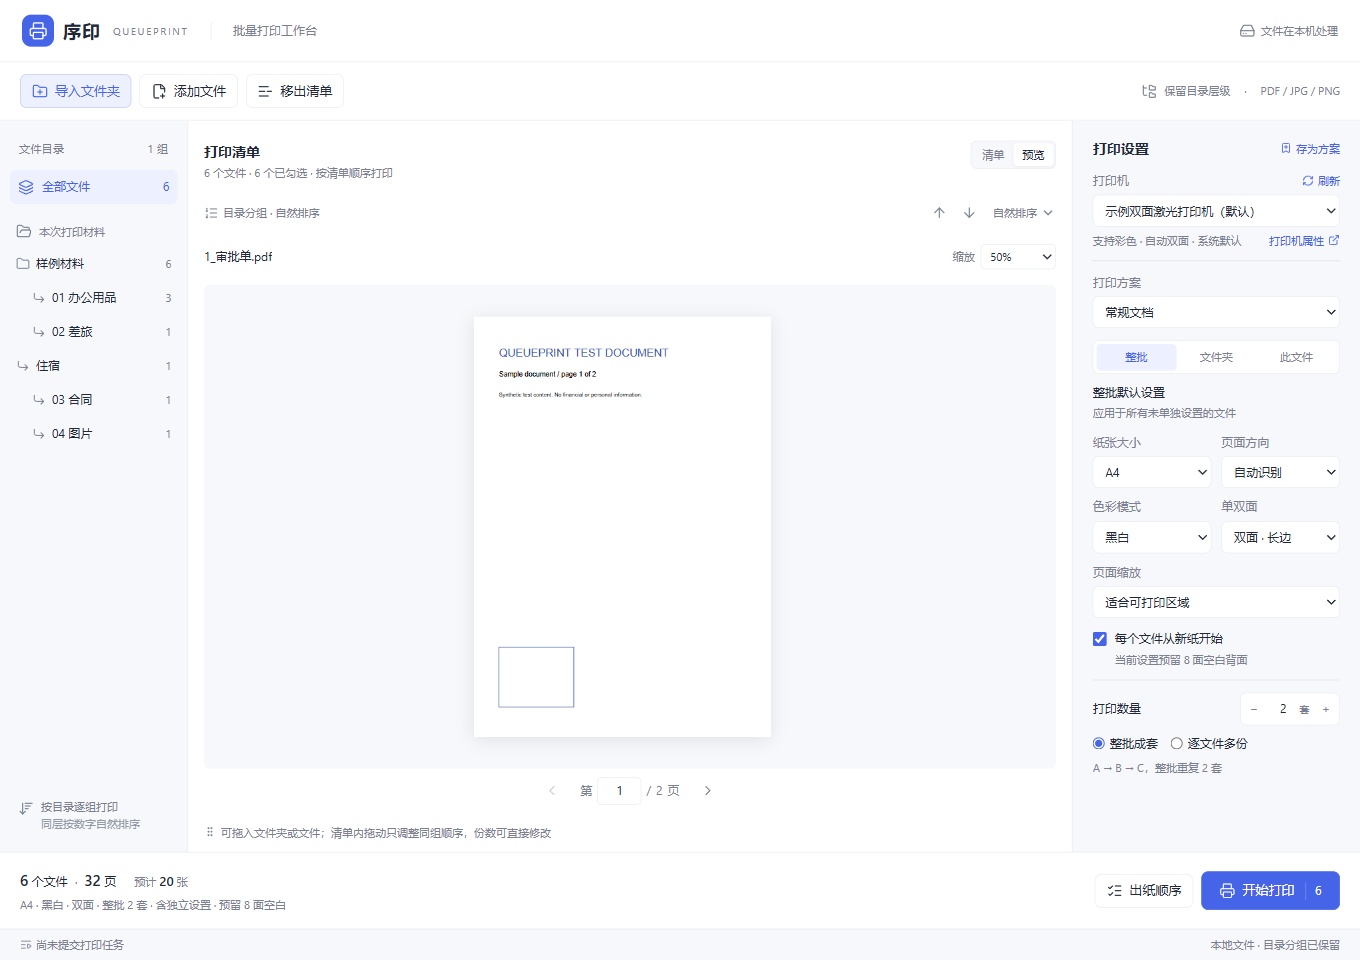 序印 QUEUEPRINT 批量打印工作台 文件在本机处理
导入文件夹 添加文件 移出清单 保留目录层级 · PDF / JPG / PNG
文件目录 1 组
全部文件 6
本次打印材料
样例材料 6
01 办公用品 3
02 差旅 1
住宿 1
03 合同 1
04 图片 1
按目录逐组打印
同层按数字自然排序
打印清单
6 个文件 · 6 个已勾选 · 按清单顺序打印
清单 预览
目录分组 · 自然排序 自然排序
1_审批单.pdf 缩放 50%
QUEUEPRINT TEST DOCUMENT
Sample document / page 1 of 2
Synthetic test content. No financial or personal information.
第 1 / 2 页
可拖入文件夹或文件；清单内拖动只调整同组顺序，份数可直接修改
打印设置 存为方案
打印机 刷新
示例双面激光打印机（默认）
支持彩色 · 自动双面 · 系统默认 打印机属性
打印方案
常规文档
整批 文件夹 此文件
整批默认设置
应用于所有未单独设置的文件
纸张大小 页面方向
A4 自动识别
色彩模式 单双面
黑白 双面 · 长边
页面缩放
适合可打印区域
每个文件从新纸开始
当前设置预留 8 面空白背面
打印数量 − 2 套 +
整批成套 逐文件多份
A → B → C，整批重复 2 套
6 个文件 · 32 页 预计 20 张
A4 · 黑白 · 双面 · 整批 2 套 · 含独立设置 · 预留 8 面空白
出纸顺序 开始打印 6
尚未提交打印任务 本地文件 · 目录分组已保留